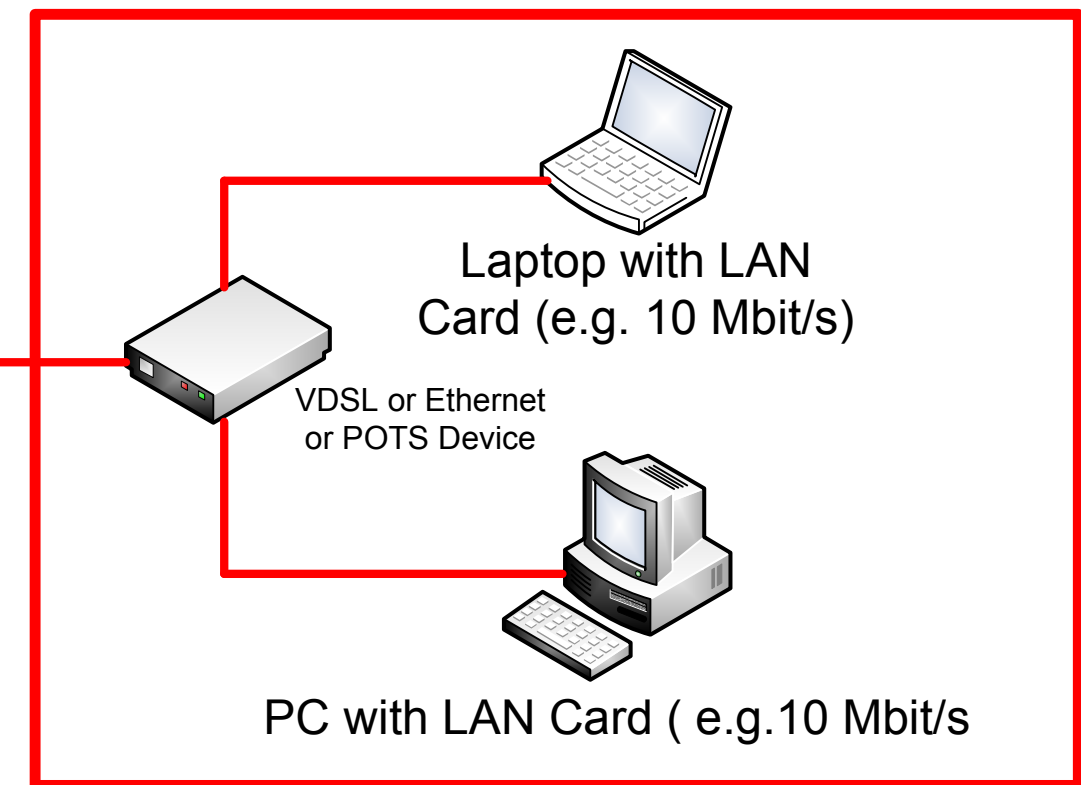 Laptop with LAN
Card (e.g. 10 Mbit/s)
VDSL or Ethernet
or POTS Device
PC with LAN Card ( e.g.10 Mbit/s